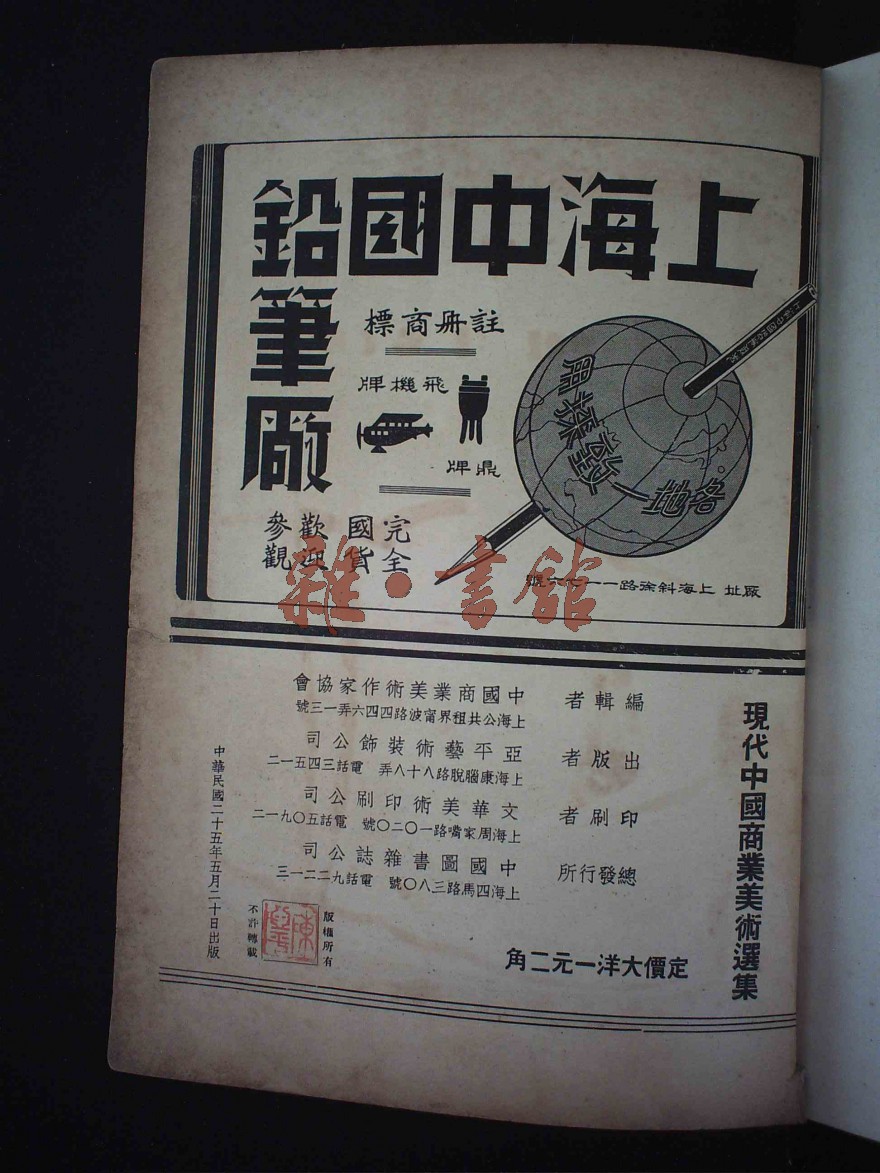 上海中國鉛筆廠
註册商標
飛機牌
鼎牌
各地一致採用
完全國貨
歡迎參觀
廠址 上海斜徐路一一七六號
雜·書館
現代中國商業美術選集
編輯者 中國商業美術作家協會
上海公共租界甯波路四四六弄一三號
出版者 亞平藝術裝飾公司
上海康腦脫路八十八弄 電話三四五一二
印刷者 文華美術印刷公司
上海周家嘴路一〇二〇號 電話五〇九一二
總發行所 中國圖書雜誌公司
上海四馬路三八〇號 電話九二二一三
定價大洋一元二角
版權所有
不許轉載
中華民國二十五年五月二十日出版